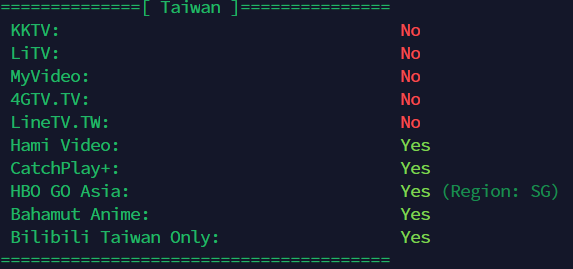 ==============[ Taiwan ]===============
KKTV: No
LiTV: No
MyVideo: No
4GTV.TV: No
LineTV.TW: No
Hami Video: Yes
CatchPlay+: Yes
HBO GO Asia: Yes (Region: SG)
Bahamut Anime: Yes
Bilibili Taiwan Only: Yes
=======================================